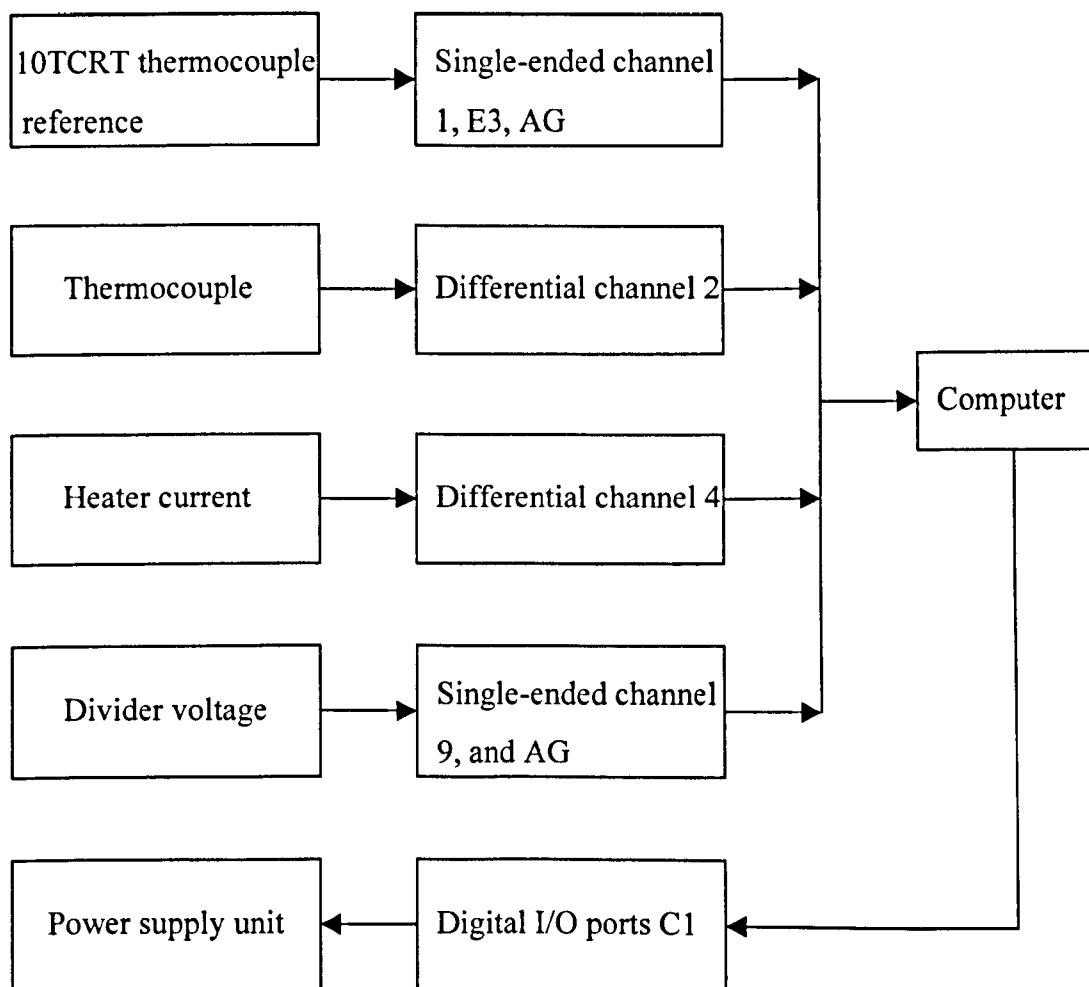 10TCRT thermocouple
reference
Single-ended channel
1, E3, AG
Thermocouple
Differential channel 2
Computer
Heater current
Differential channel 4
Divider voltage
Single-ended channel
9, and AG
Power supply unit
Digital I/O ports C1